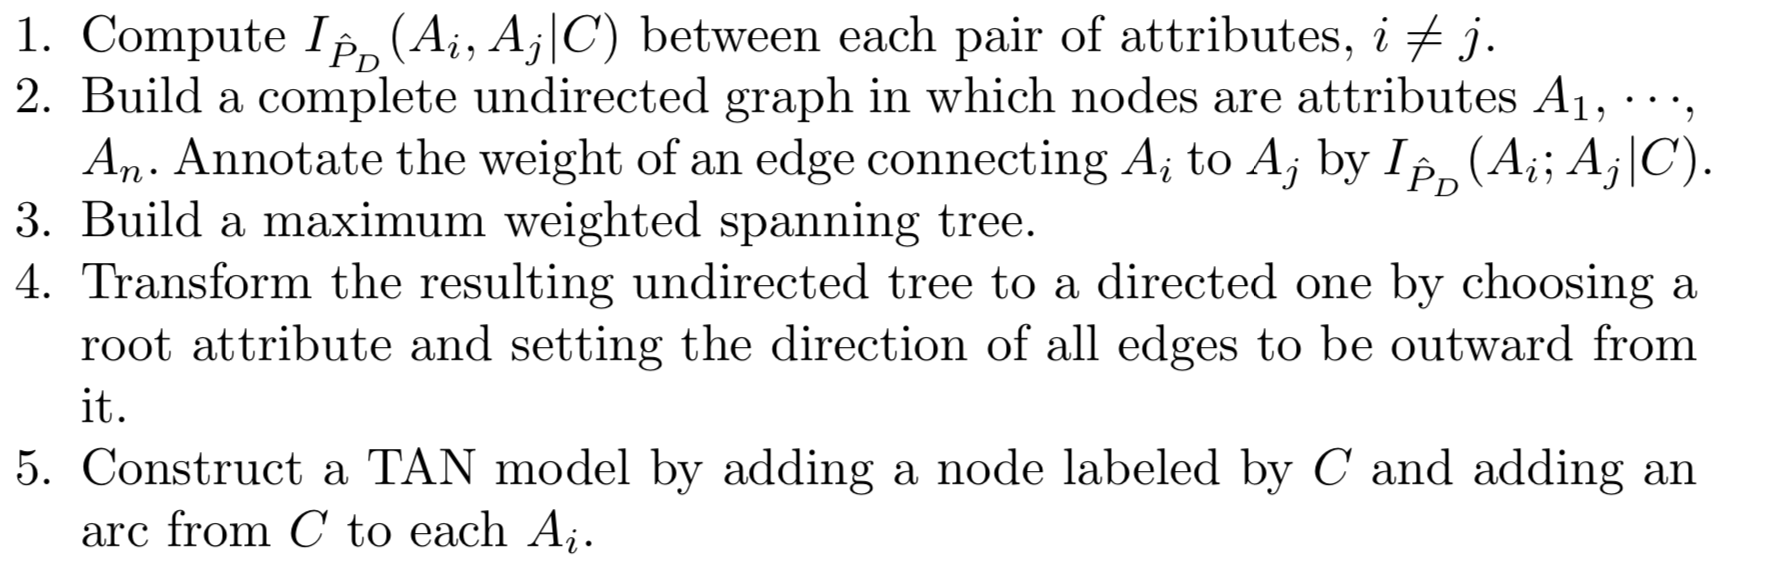 1. Compute $I_{\hat{P}_D}(A_i, A_j|C)$ between each pair of attributes, $i \neq j$.
2. Build a complete undirected graph in which nodes are attributes $A_1$, $\cdots$,
$A_n$. Annotate the weight of an edge connecting $A_i$ to $A_j$ by $I_{\hat{P}_D}(A_i; A_j|C)$.
3. Build a maximum weighted spanning tree.
4. Transform the resulting undirected tree to a directed one by choosing a
root attribute and setting the direction of all edges to be outward from
it.
5. Construct a TAN model by adding a node labeled by $C$ and adding an
arc from $C$ to each $A_i$.